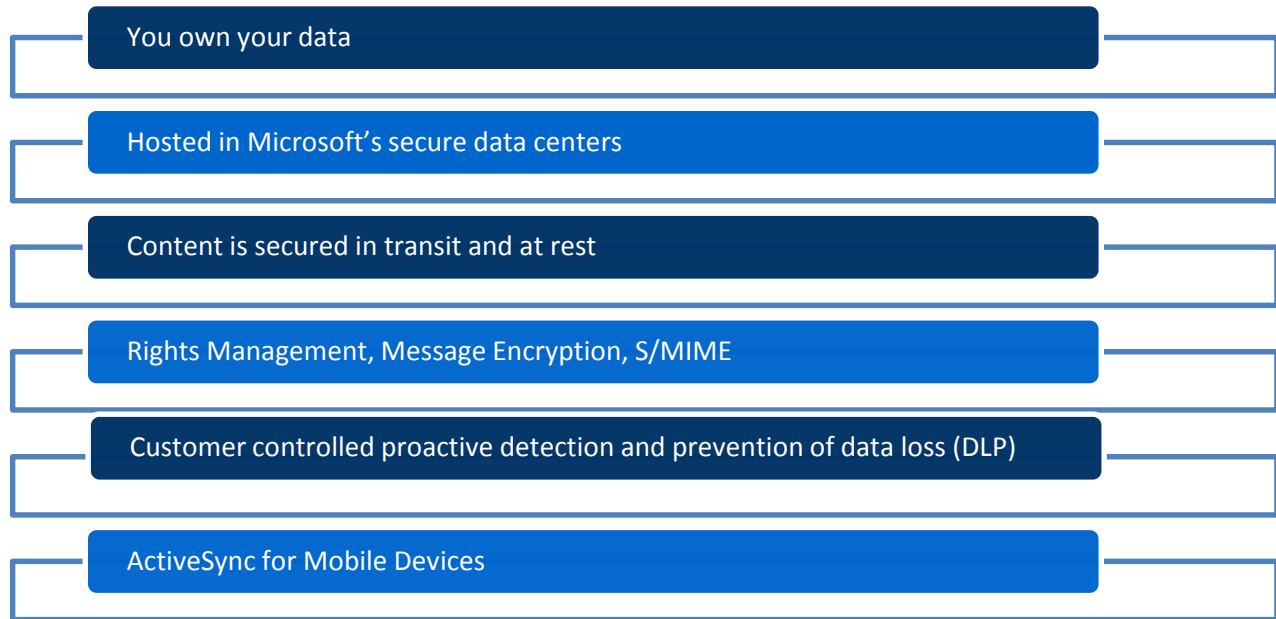 You own your data
Hosted in Microsoft’s secure data centers
Content is secured in transit and at rest
Rights Management, Message Encryption, S/MIME
Customer controlled proactive detection and prevention of data loss (DLP)
ActiveSync for Mobile Devices